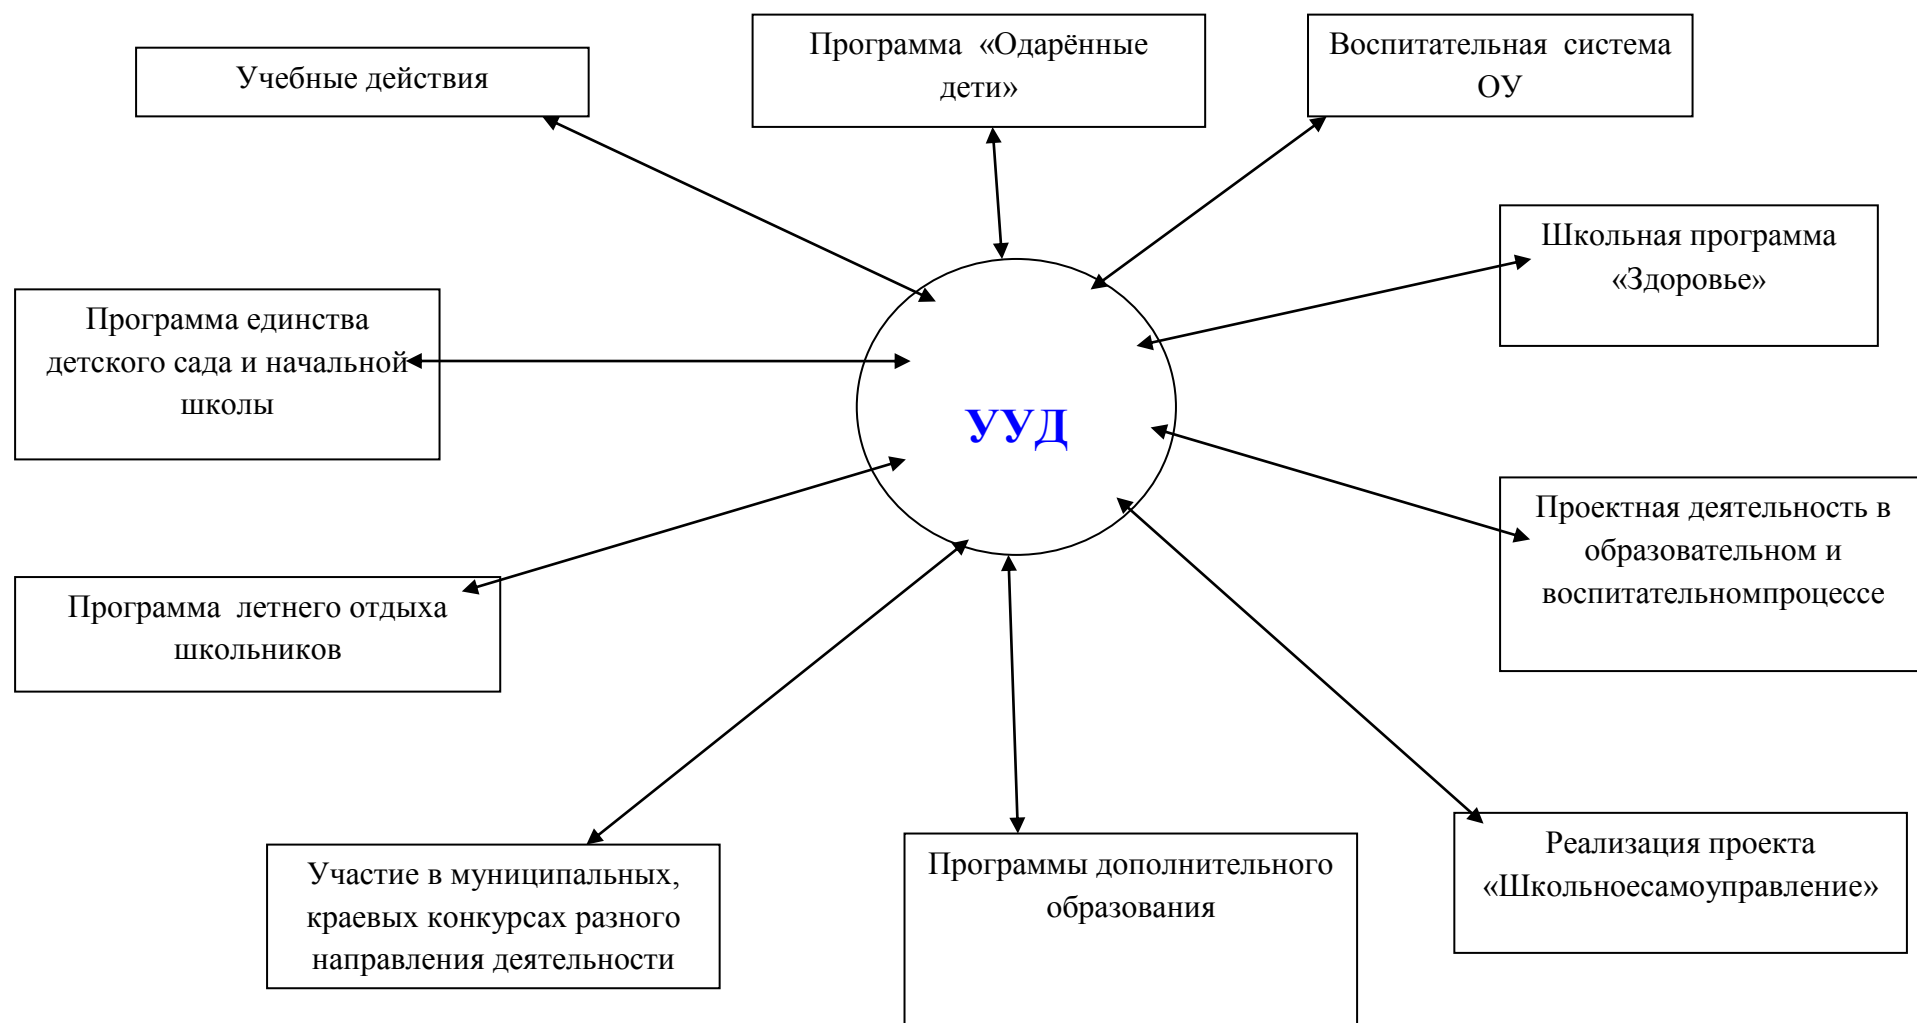 Учебные действия
Программа «Одарённые
дети»
Воспитательная система
ОУ
Школьная программа
«Здоровье»
Программа единства
детского сада и начальной
школы
УУД
Проектная деятельность в
образовательном и
воспитательномпроцессе
Программа летнего отдыха
школьников
Участие в муниципальных,
краевых конкурсах разного
направления деятельности
Программы дополнительного
образования
Реализация проекта
«Школьноесамоуправление»